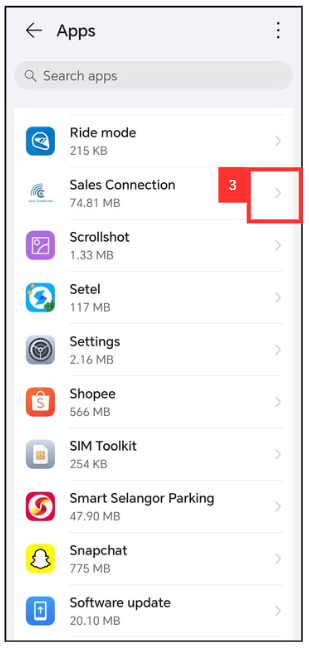 Apps
Search apps
Ride mode
215 KB
Sales Connection
74.81 MB
3
Scrollshot
1.33 MB
Setel
117 MB
Settings
2.16 MB
Shopee
566 MB
SIM Toolkit
254 KB
Smart Selangor Parking
47.90 MB
Snapchat
775 MB
Software update
20.10 MB